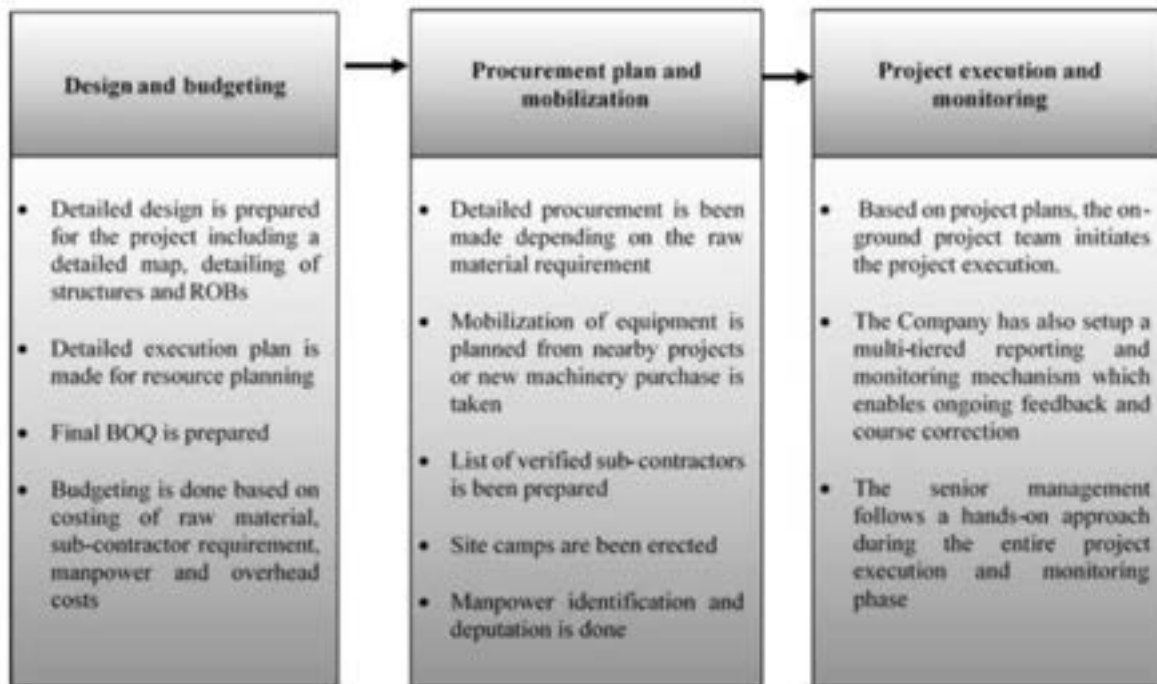 Design and budgeting
Detailed design is prepared
for the project including a
detailed map, detailing of
structures and ROBs
Detailed execution plan is
made for resource planning
Final BOQ is prepared
Budgeting is done based on
costing of raw material,
sub-contractor requirement,
manpower and overhead
costs
Procurement plan and
mobilization
Detailed procurement is been
made depending on the raw
material requirement
Mobilization of equipment is
planned from nearby projects
or new machinery purchase is
taken
List of verified sub-contractors
is been prepared
Site camps are been erected
Manpower identification and
deputation is done
Project execution and
monitoring
Based on project plans, the on-
ground project team initiates
the project execution.
The Company has also setup a
multi-tiered reporting and
monitoring mechanism which
enables ongoing feedback and
course correction
The senior management
follows a hands-on approach
during the entire project
execution and monitoring
phase